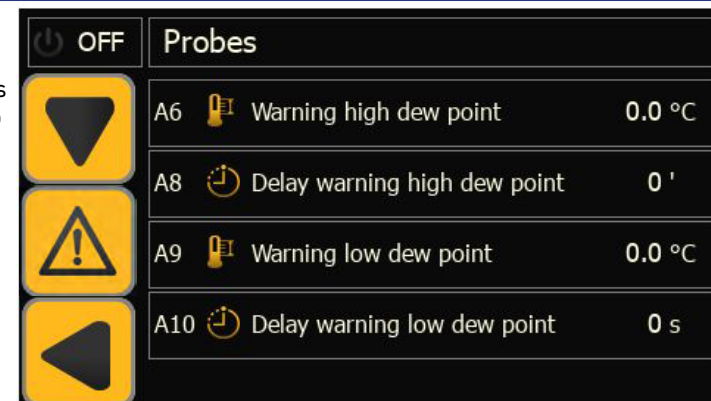 OFF Probes
A6 Warning high dew point 0.0 °C
A8 Delay warning high dew point 0 '
A9 Warning low dew point 0.0 °C
A10 Delay warning low dew point 0 s